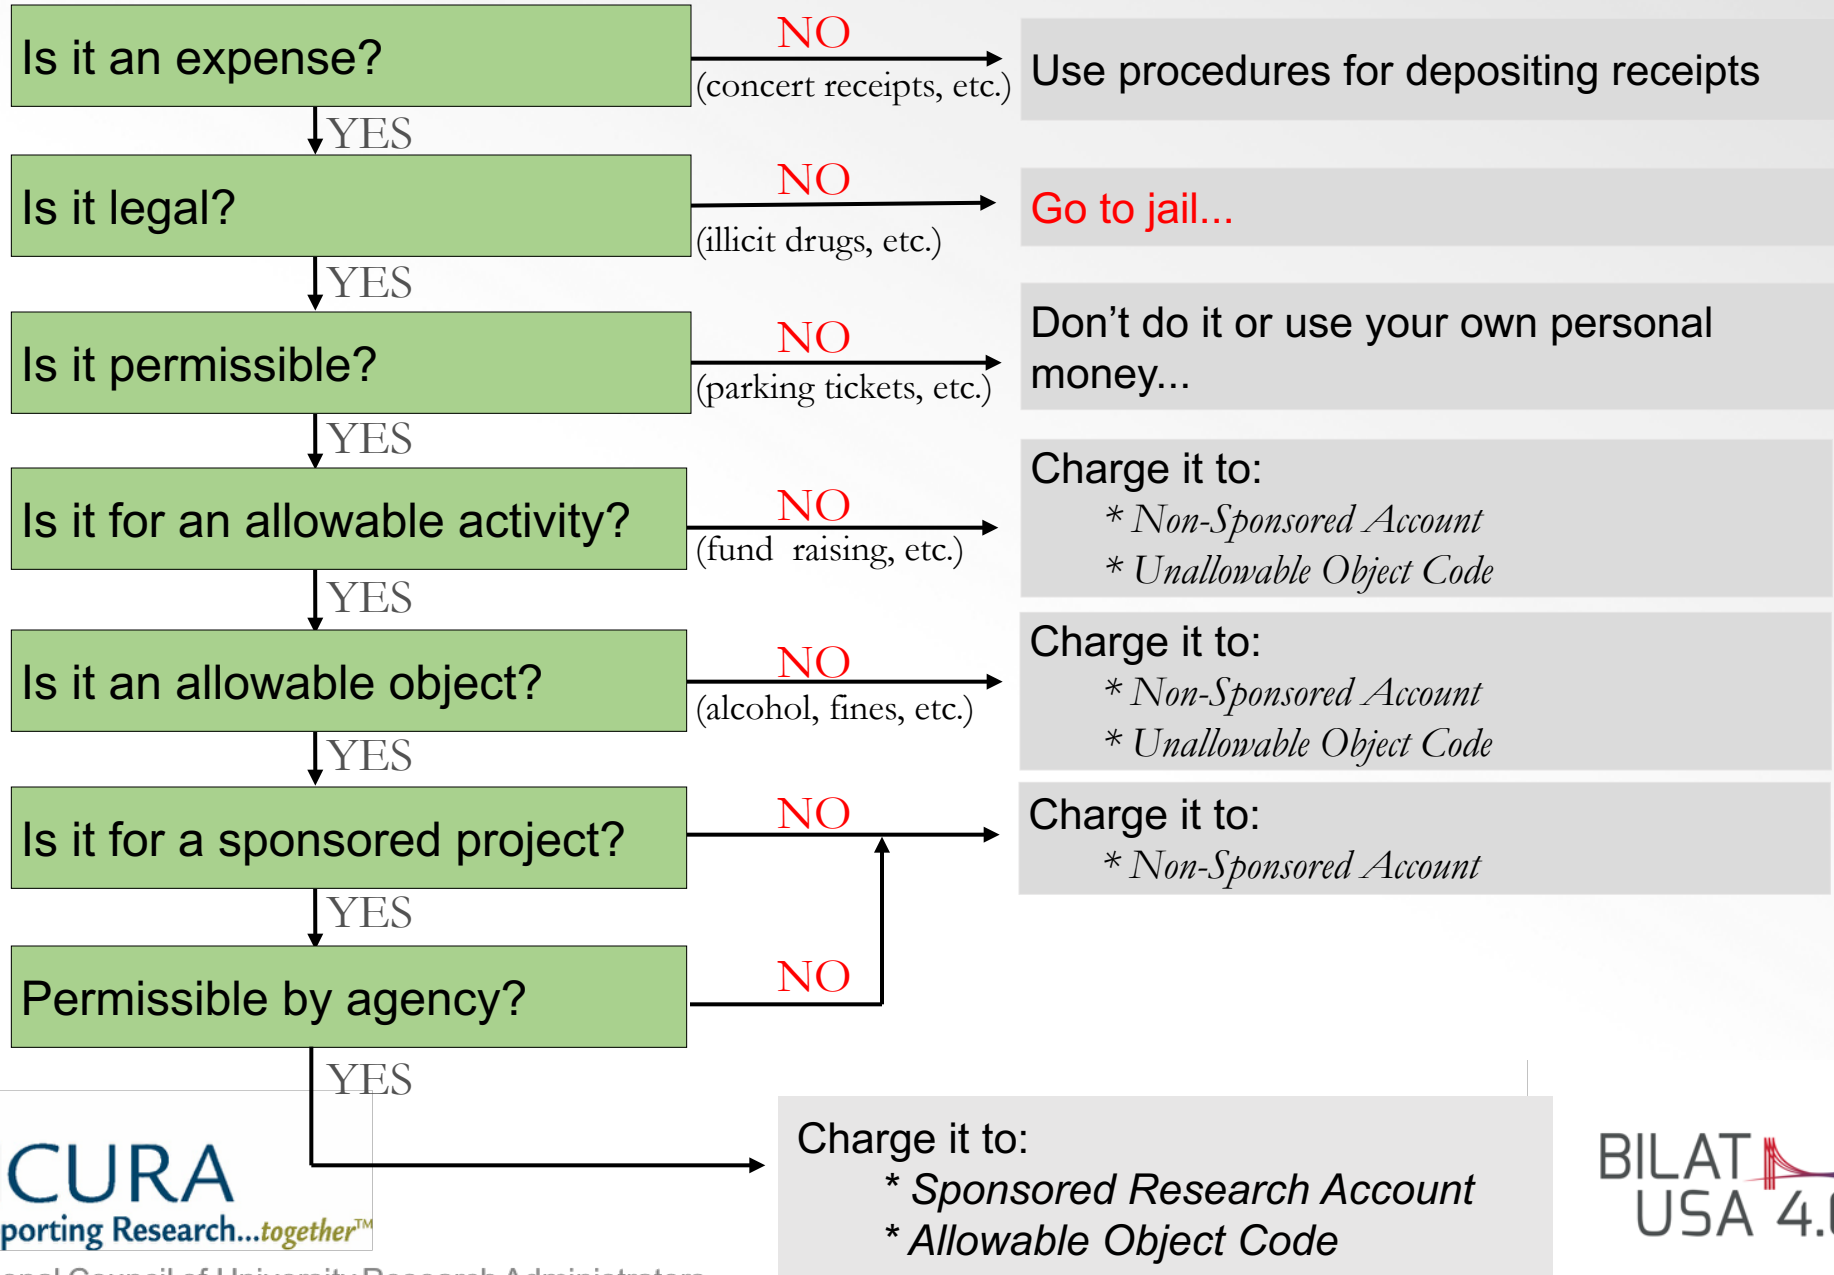 Is it an expense?
NO
(concert receipts, etc.)
Use procedures for depositing receipts
YES
Is it legal?
NO
(illicit drugs, etc.)
Go to jail...
YES
Is it permissible?
NO
(parking tickets, etc.)
Don’t do it or use your own personal
money...
YES
Is it for an allowable activity?
NO
(fund raising, etc.)
Charge it to:
* Non-Sponsored Account
* Unallowable Object Code
YES
Is it an allowable object?
NO
(alcohol, fines, etc.)
Charge it to:
* Non-Sponsored Account
* Unallowable Object Code
YES
Is it for a sponsored project?
NO
Charge it to:
* Non-Sponsored Account
YES
Permissible by agency?
NO
YES
Charge it to:
* Sponsored Research Account
* Allowable Object Code
CURA
porting Research...together™
Council of University Research Administrators
BILAT
USA 4.0